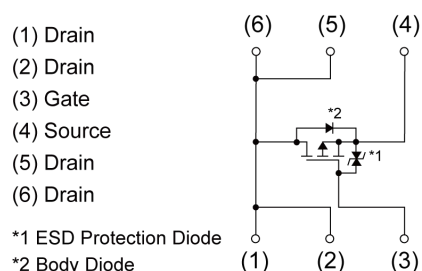 (1) Drain
(2) Drain
(3) Gate
(4) Source
(5) Drain
(6) Drain
*1 ESD Protection Diode
*2 Body Diode
(6) (5) (4)
*2
*1
(1) (2) (3)